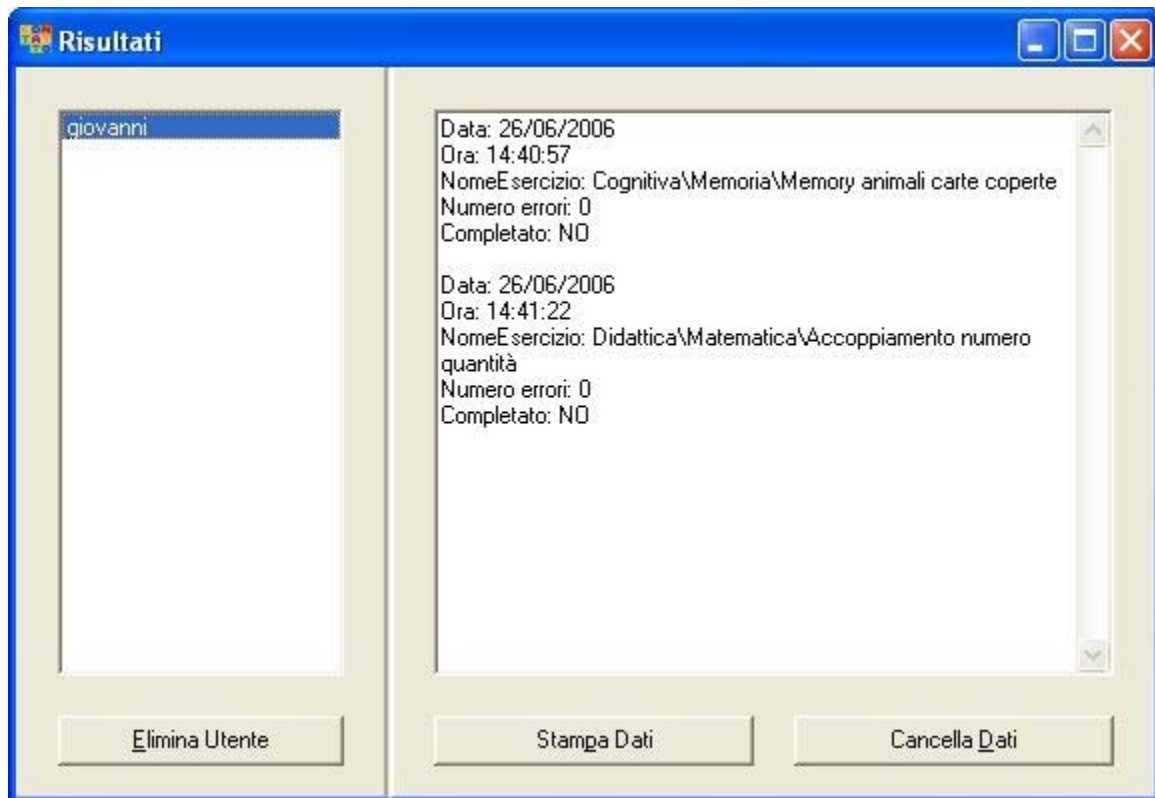 Risultati
giovanni
Data: 26/06/2006
Ora: 14:40:57
NomeEsercizio: Cognitiva\Memoria\Memory animali carte coperte
Numero errori: 0
Completato: NO
Data: 26/06/2006
Ora: 14:41:22
NomeEsercizio: Didattica\Matematica\Accoppiamento numero
quantità
Numero errori: 0
Completato: NO
Elimina Utente
Stampa Dati
Cancella Dati